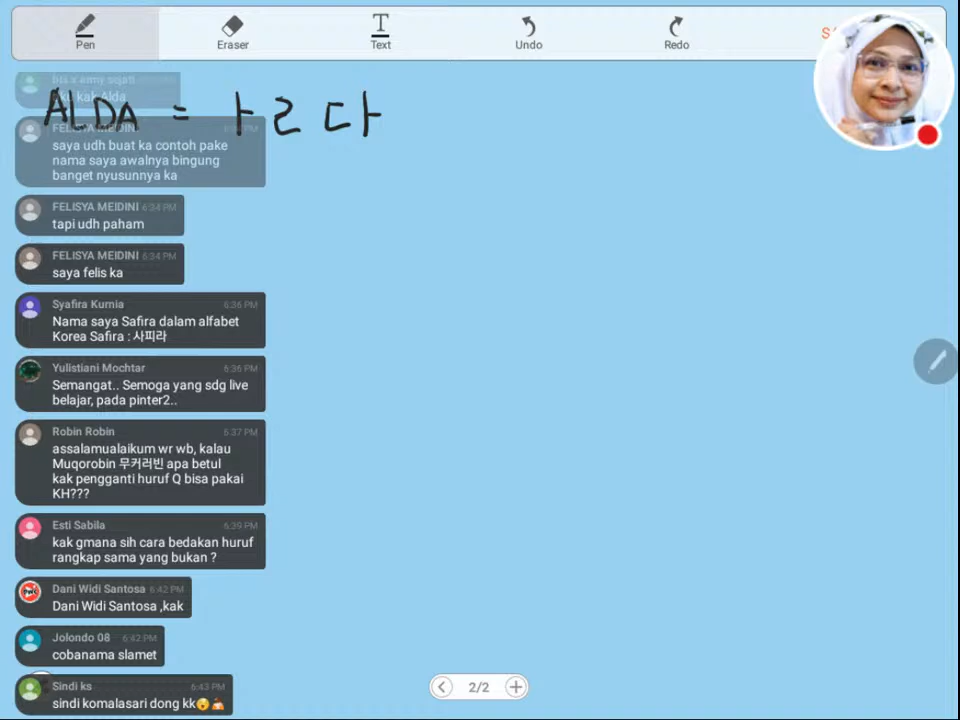 Pen
Eraser
Text
Undo
Redo
bla x army sejati
aku kak Alda
ALDA = ㅏ ㄹ 다
FELISYA MEIDINI
saya udh buat ka contoh pake
nama saya awalnya bingung
banget nyusunnya ka
FELISYA MEIDINI 6:34 PM
tapi udh paham
FELISYA MEIDINI 6:34 PM
saya felis ka
Syafira Kurnia 6:36 PM
Nama saya Safira dalam alfabet
Korea Safira : 사피라
Yulistiani Mochtar 6:36 PM
Semangat.. Semoga yang sdg live
belajar, pada pinter2..
Robin Robin 6:37 PM
assalamualaikum wr wb, kalau
Muqorobin 무커러빈 apa betul
kak pengganti huruf Q bisa pakai
KH???
Esti Sabila 6:39 PM
kak gmana sih cara bedakan huruf
rangkap sama yang bukan ?
Dani Widi Santosa 6:42 PM
Dani Widi Santosa ,kak
Jolondo 08 6:42 PM
cobanama slamet
Sindi ks 6:43 PM
sindi komalasari dong kk
2/2